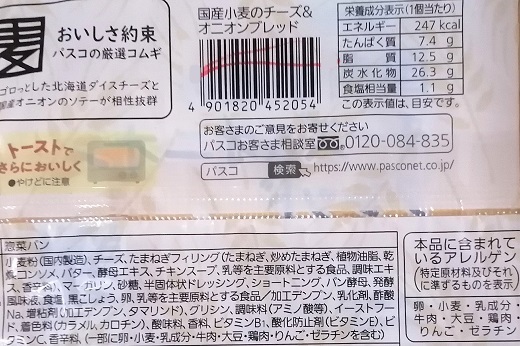 麦
おいしさ約束
パスコの厳選コムギ
ゴロっとした北海道ダイスチーズと
国産オニオンのソテーが相性抜群
トーストで
さらにおいしく
●やけどに注意
国産小麦のチーズ&
オニオンブレッド
4 901820 452054
栄養成分表示(1個当たり)
エネルギー 247 kcal
たんぱく質 7.4 g
脂質 12.5 g
炭水化物 26.3 g
食塩相当量 1.1 g
この表示値は、目安です。
お客さまのご意見をお寄せください
パスコお客さま相談室 0120-084-835
パスコ 検索 https://www.pasconet.co.jp/
惣菜パン
小麦粉(国内製造)、チーズ、たまねぎフィリング(たまねぎ、炒めたまねぎ、植物油脂、乾
燥コンソメ、バター、酵母エキス、チキンスープ、乳等を主要原料とする食品、調味エキ
ス、香辛料)、マーガリン、砂糖、半固体状ドレッシング、ショートニング、パン酵母、発酵
風味液、食塩、黒こしょう、卵、乳等を主要原料とする食品/加工デンプン、乳化剤、酢酸
Na、増粘剤(加工デンプン、タマリンド)、グリシン、調味料(アミノ酸等)、イーストフー
ド、着色料(カラメル、カロチン)、酸味料、香料、ビタミンB1、酸化防止剤(ビタミンE)、ビ
タミンC、香辛料、(一部に卵・小麦・乳成分・牛肉・大豆・鶏肉・りんご・ゼラチンを含む)
本品に含まれて
いるアレルゲン
(特定原材料及びそれ
に準ずるものを表示)
卵・小麦・乳成分・
牛肉・大豆・鶏肉・
りんご・ゼラチン